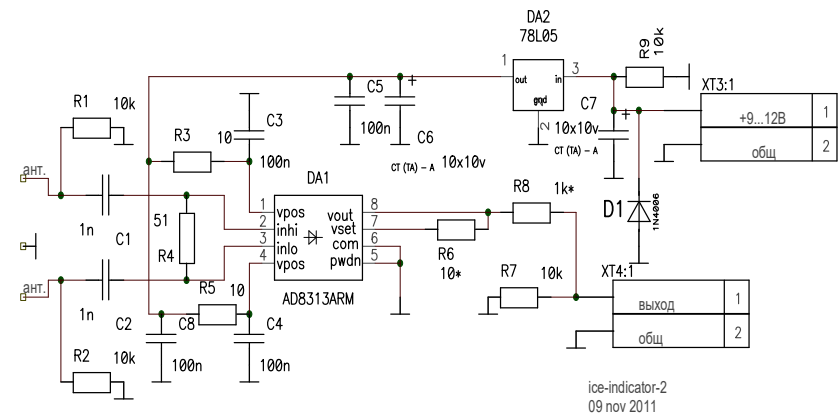 DA2
78L05
1
out
in
3
gnd
2
R9
10k
XT3:1
+9...12В
1
общ
2
C5
100n
C6
CT (TA) – A 10x10v
C7
10x10v
CT (TA) – A
R1
10k
R3
10
C3
100n
DA1
ант.
1n
C1
51
R4
1
vpos
2
inhi
3
inlo
4
vpos
vout
8
vset
7
com
6
pwdn
5
AD8313ARM
R8
1k*
D1
1N4006
R6
10*
R7
10k
XT4:1
выход
1
общ
2
ант.
1n
C2
C8
100n
R5
10
C4
100n
R2
10k
ice-indicator-2
09 nov 2011